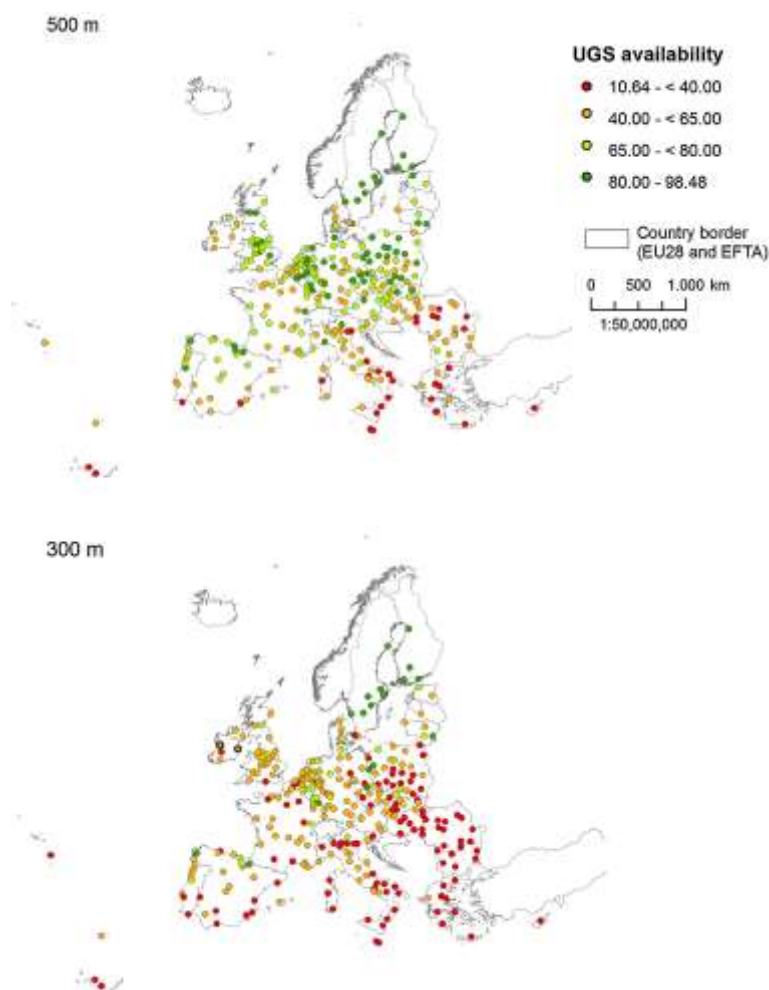 500 m
UGS availability
10.64 - < 40.00
40.00 - < 65.00
65.00 - < 80.00
80.00 - 98.48
Country border
(EU28 and EFTA)
0 500 1.000 km
1:50,000,000
300 m